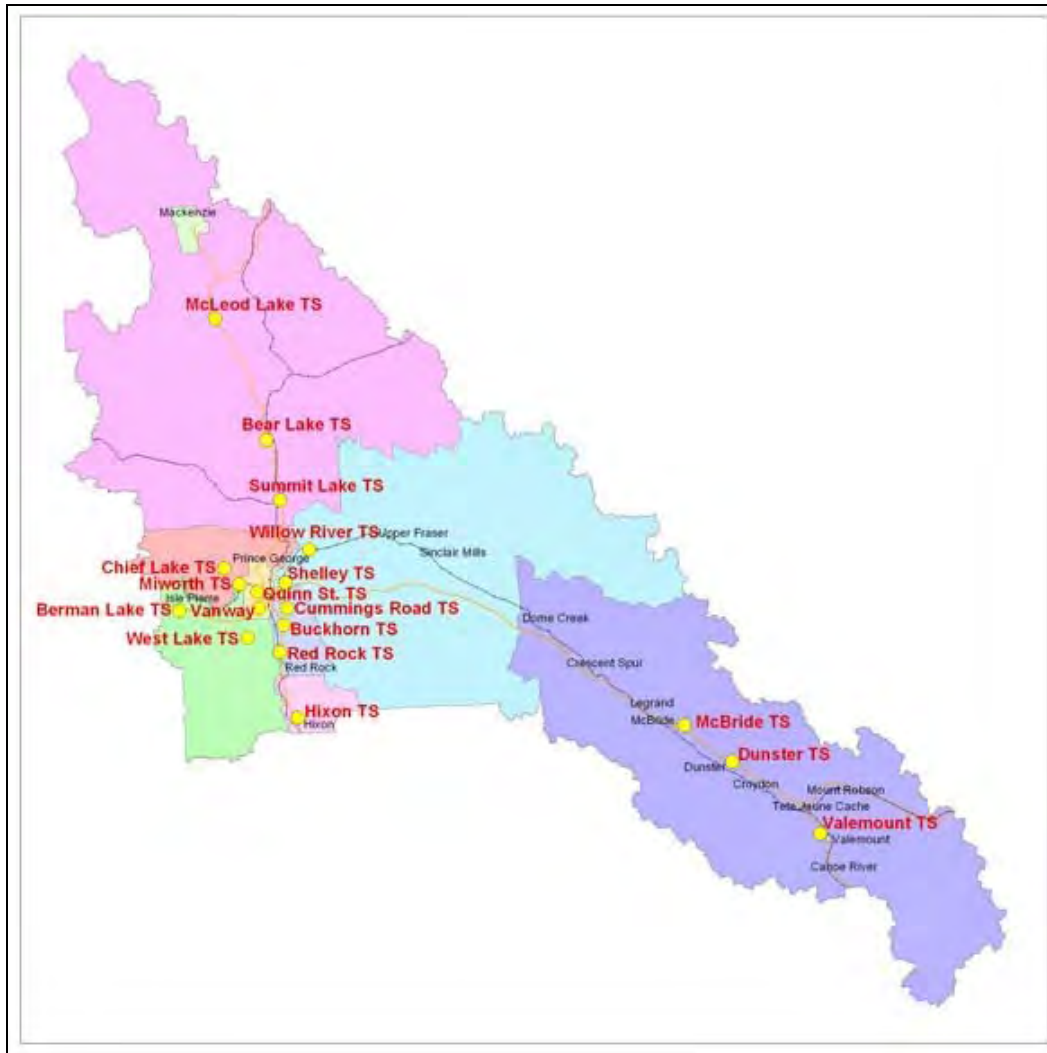 Mackenzie
McLeod Lake TS
Bear Lake TS
Summit Lake TS
Willow River TS
Upper Fraser
Sinclair Mills
Prince George
Chief Lake TS
Shelley TS
Miworth TS
Quinn St. TS
Isle Pierre
Berman Lake TS
Vanway
Cummings Road TS
Dome Creek
Buckhorn TS
West Lake TS
Red Rock TS
Red Rock
Crescent Spur
Legrand
McBride
McBride TS
Hixon TS
Hixon
Dunster TS
Dunster
Croydon
Mount Robson
Tete Jaune Cache
Valemount TS
Valemount
Canoe River